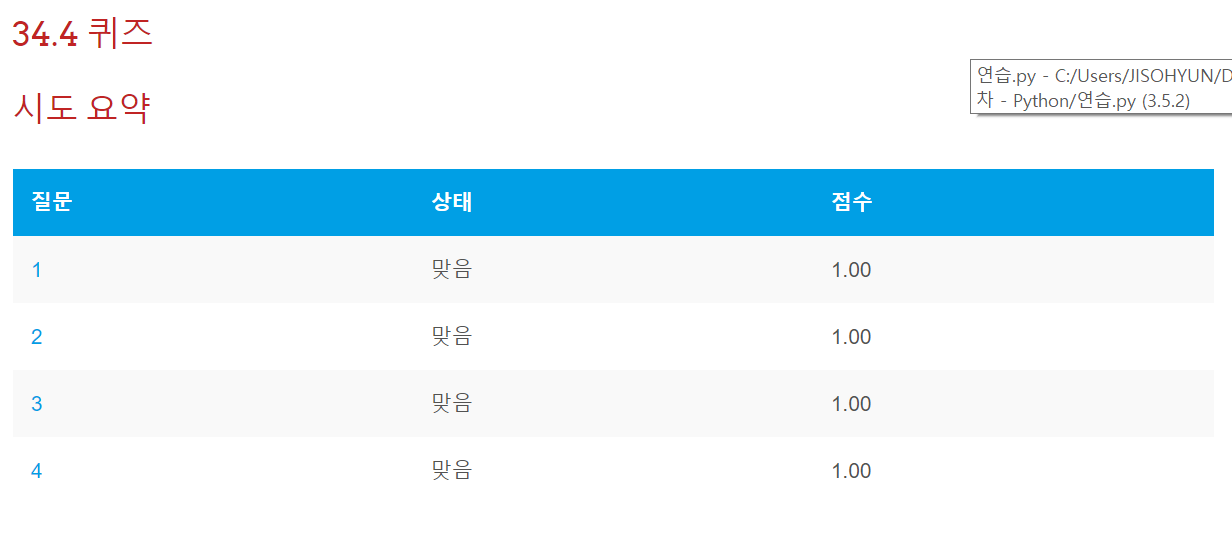 34.4 퀴즈
시도 요약
연습.py - C:/Users/JISOHYUN/D
차 - Python/연습.py (3.5.2)
질문 상태 점수
1 맞음 1.00
2 맞음 1.00
3 맞음 1.00
4 맞음 1.00